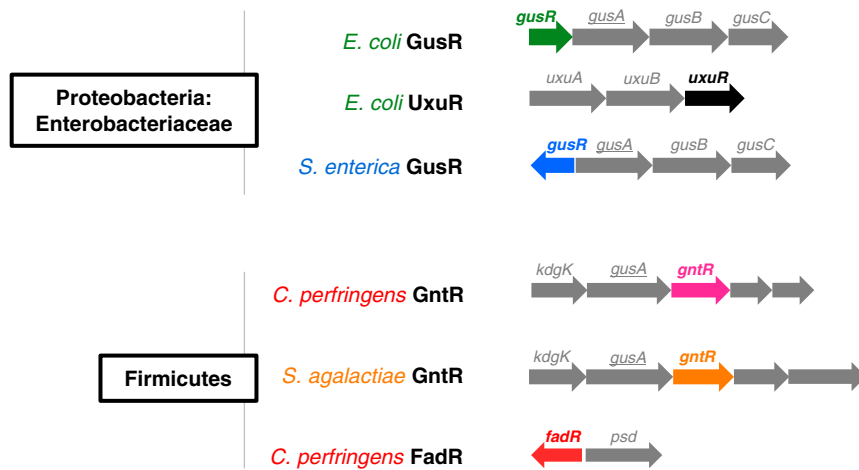 gusR gusA gusB gusC
E. coli GusR
Proteobacteria:
Enterobacteriaceae
uxuA uxuB uxuR
E. coli UxuR
gusR gusA gusB gusC
S. enterica GusR
kdgK gusA gntR
C. perfringens GntR
Firmicutes
kdgK gusA gntR
S. agalactiae GntR
fadR psd
C. perfringens FadR